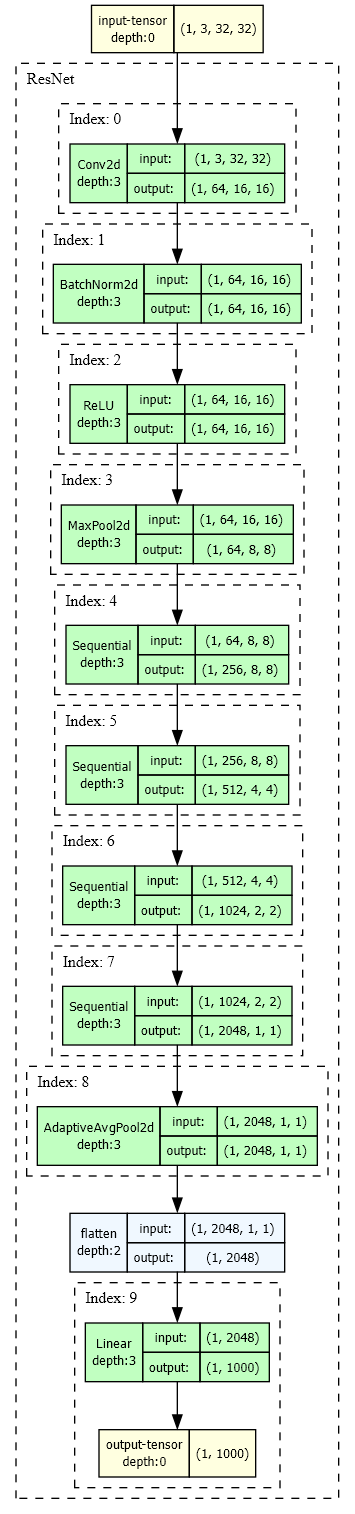 input-tensor
depth:0
(1, 3, 32, 32)
ResNet
Index: 0
Conv2d
depth:3
input:
(1, 3, 32, 32)
output:
(1, 64, 16, 16)
Index: 1
BatchNorm2d
depth:3
input:
(1, 64, 16, 16)
output:
(1, 64, 16, 16)
Index: 2
ReLU
depth:3
input:
(1, 64, 16, 16)
output:
(1, 64, 16, 16)
Index: 3
MaxPool2d
depth:3
input:
(1, 64, 16, 16)
output:
(1, 64, 8, 8)
Index: 4
Sequential
depth:3
input:
(1, 64, 8, 8)
output:
(1, 256, 8, 8)
Index: 5
Sequential
depth:3
input:
(1, 256, 8, 8)
output:
(1, 512, 4, 4)
Index: 6
Sequential
depth:3
input:
(1, 512, 4, 4)
output:
(1, 1024, 2, 2)
Index: 7
Sequential
depth:3
input:
(1, 1024, 2, 2)
output:
(1, 2048, 1, 1)
Index: 8
AdaptiveAvgPool2d
depth:3
input:
(1, 2048, 1, 1)
output:
(1, 2048, 1, 1)
flatten
depth:2
input:
(1, 2048, 1, 1)
output:
(1, 2048)
Index: 9
Linear
depth:3
input:
(1, 2048)
output:
(1, 1000)
output-tensor
depth:0
(1, 1000)